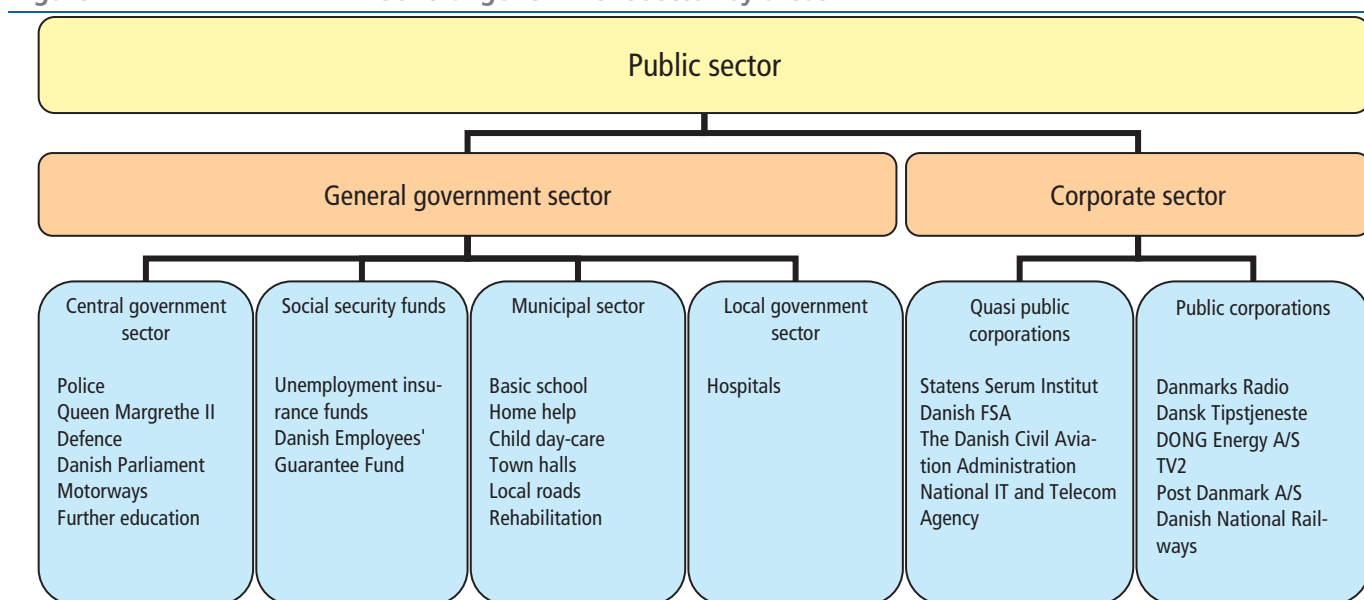 Public sector
General government sector
Corporate sector
Central government
sector
Police
Queen Margrethe II
Defence
Danish Parliament
Motorways
Further education
Social security funds
Unemployment insu-
rance funds
Danish Employees'
Guarantee Fund
Municipal sector
Basic school
Home help
Child day-care
Town halls
Local roads
Rehabilitation
Local government
sector
Hospitals
Quasi public
corporations
Statens Serum Institut
Danish FSA
The Danish Civil Avia-
tion Administration
National IT and Telecom
Agency
Public corporations
Danmarks Radio
Dansk Tipstjeneste
DONG Energy A/S
TV2
Post Danmark A/S
Danish National Rail-
ways